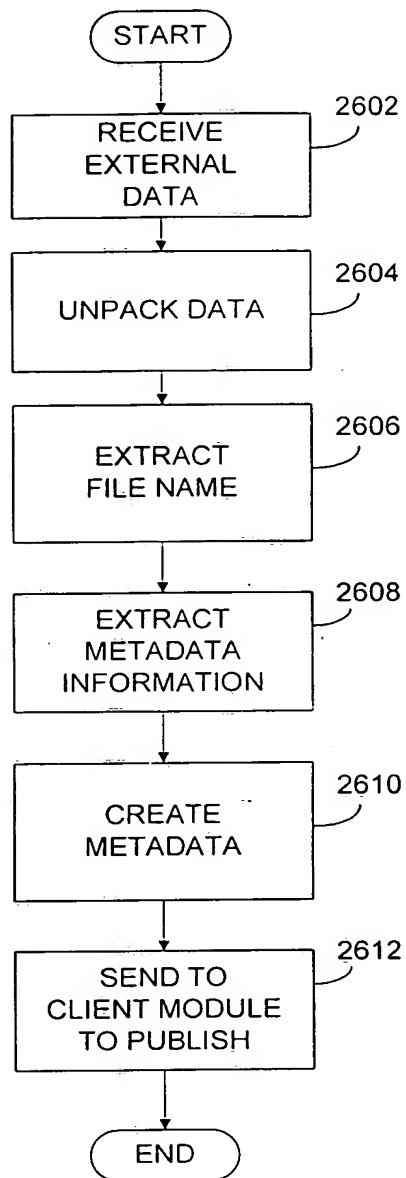 START
2602
RECEIVE
EXTERNAL
DATA
2604
UNPACK DATA
2606
EXTRACT
FILE NAME
2608
EXTRACT
METADATA
INFORMATION
2610
CREATE
METADATA
2612
SEND TO
CLIENT MODULE
TO PUBLISH
END